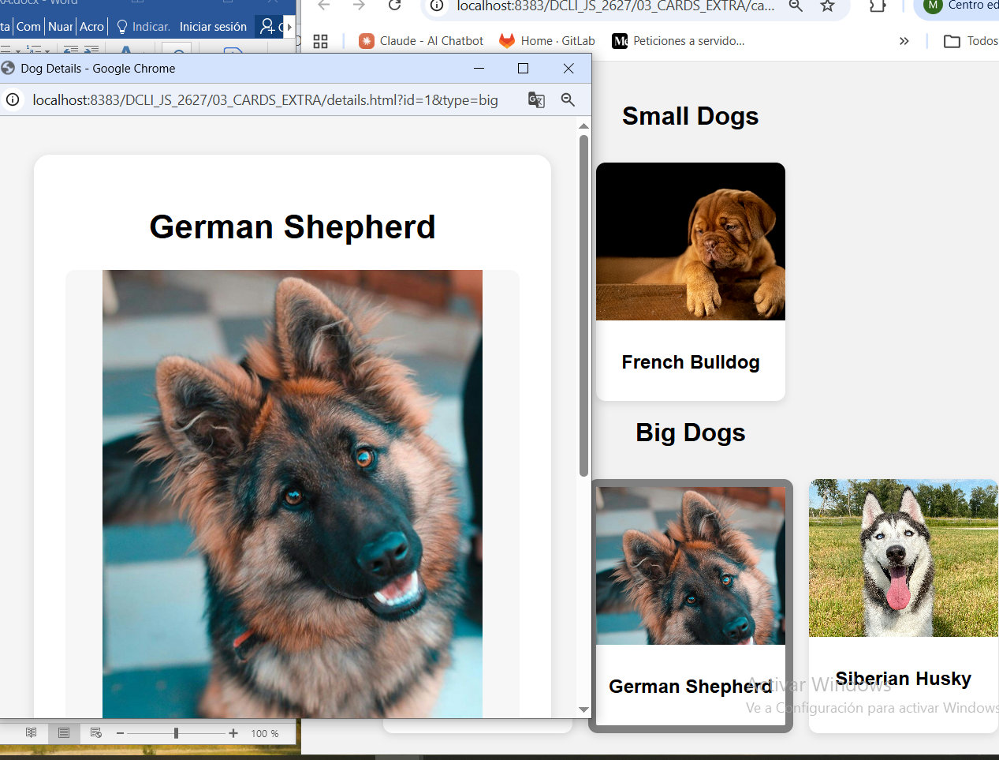 RA.docx - Word
ta
Com
Nuar
Acro
Indicar.
Iniciar sesión
localhost:8383/DCLI_JS_2627/03_CARDS_EXTRA/ca...
M
Centro ed
Claude - AI Chatbot
Home · GitLab
Peticiones a servido...
»
Todos
Dog Details - Google Chrome
localhost:8383/DCLI_JS_2627/03_CARDS_EXTRA/details.html?id=1&type=big
German Shepherd
Small Dogs
French Bulldog
Big Dogs
German Shepherd
Siberian Husky
Activar Windows
Ve a Configuración para activar Windows
100 %